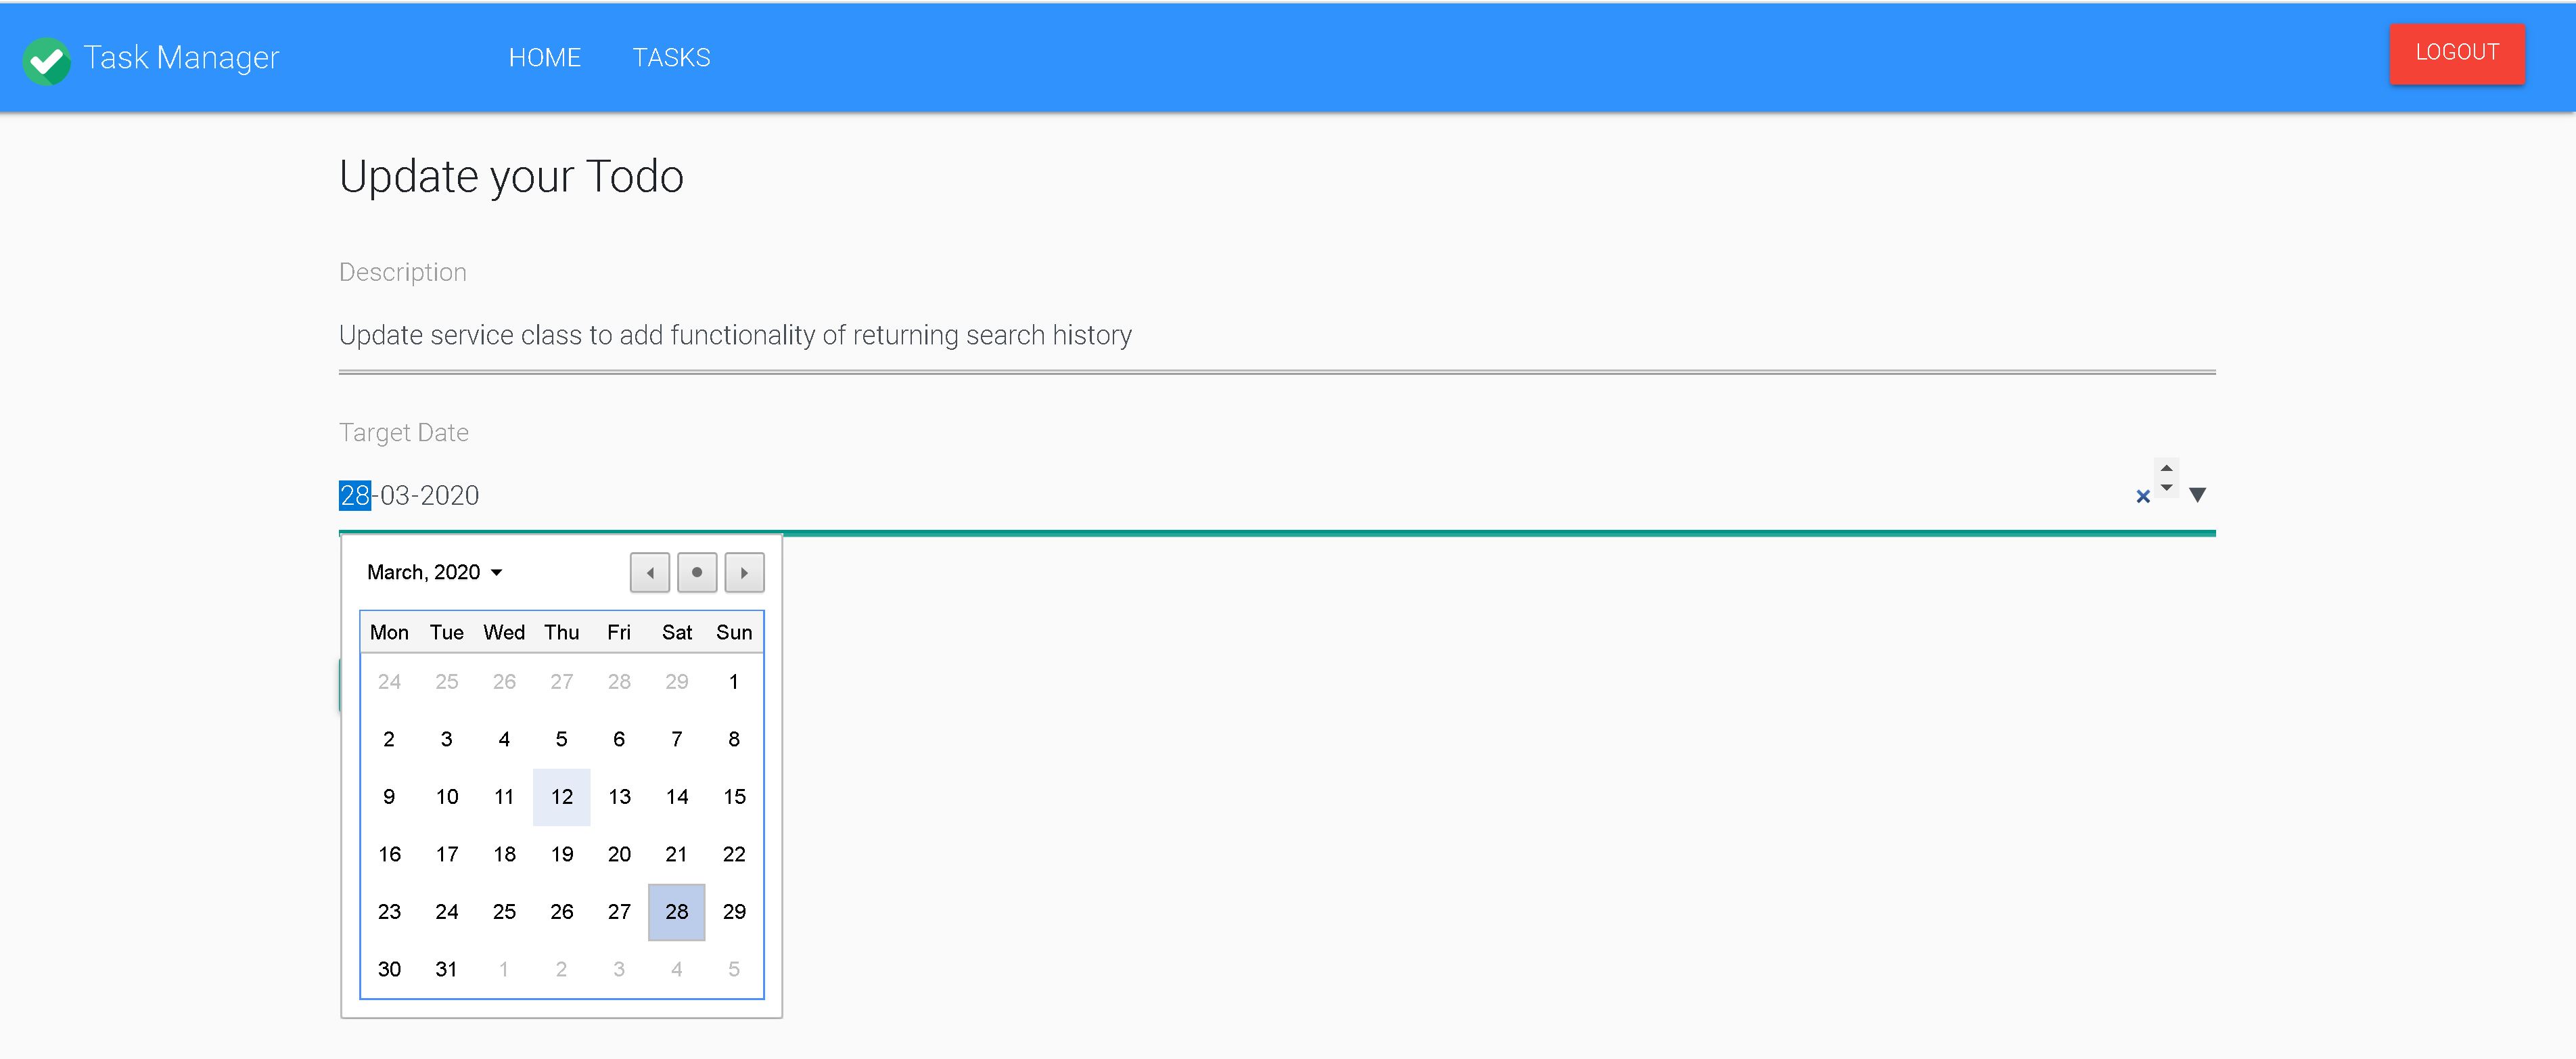 Task Manager HOME TASKS LOGOUT
Update your Todo
Description
Update service class to add functionality of returning search history
Target Date
28-03-2020
March, 2020
Mon Tue Wed Thu Fri Sat Sun
24 25 26 27 28 29 1
2 3 4 5 6 7 8
9 10 11 12 13 14 15
16 17 18 19 20 21 22
23 24 25 26 27 28 29
30 31 1 2 3 4 5